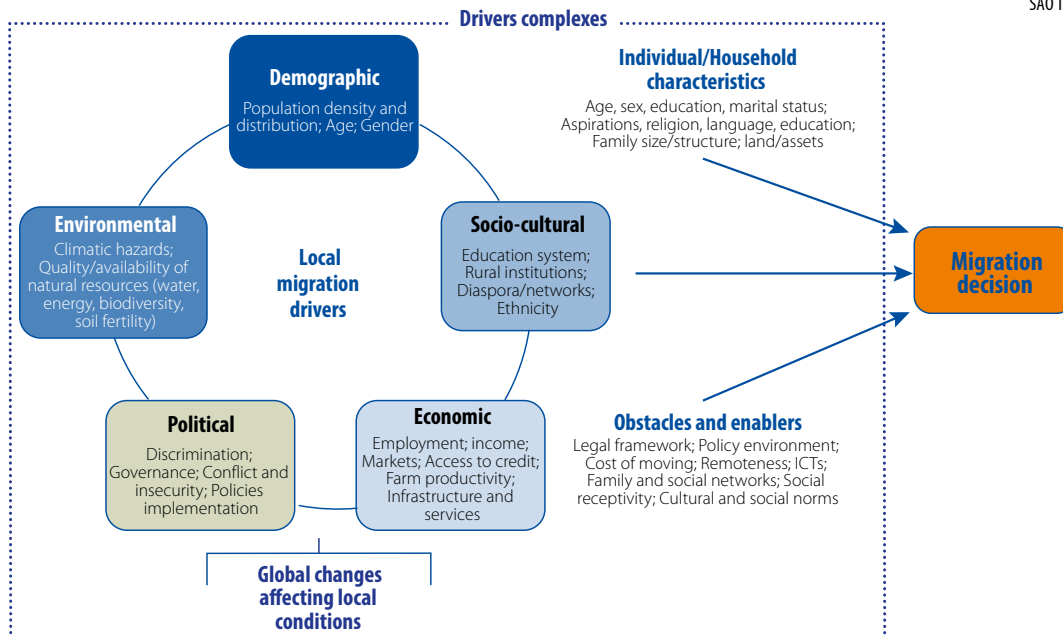 SAO T
Drivers complexes
Demographic
Population density and
distribution; Age; Gender
Individual/Household
characteristics
Age, sex, education, marital status;
Aspirations, religion, language, education;
Family size/structure; land/assets
Environmental
Climatic hazards;
Quality/availability of
natural resources (water,
energy, biodiversity,
soil fertility)
Local
migration
drivers
Socio-cultural
Education system;
Rural institutions;
Diaspora/networks;
Ethnicity
Migration
decision
Political
Discrimination;
Governance; Conflict and
insecurity; Policies
implementation
Economic
Employment; income;
Markets; Access to credit;
Farm productivity;
Infrastructure and
services
Obstacles and enablers
Legal framework; Policy environment;
Cost of moving; Remoteness; ICTs;
Family and social networks; Social
receptivity; Cultural and social norms
Global changes
affecting local
conditions